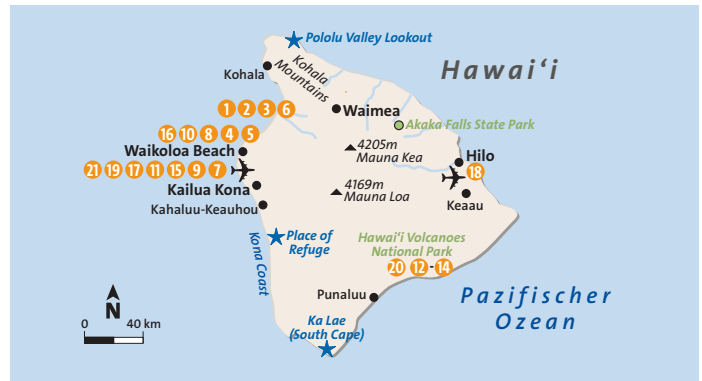 Pololu Valley Lookout
Hawai‘i
Kohala
Kohala
Mountains
1 2 3 6
Waimea
Akaka Falls State Park
16 10 8 4 5
Waikoloa Beach
4205m
Mauna Kea
Hilo
21 19 17 11 15 9 7
18
Kailua Kona
4169m
Mauna Loa
Keaau
Kahaluu-Keauhou
Place of
Refuge
Hawai‘i Volcanoes
National Park
20 12-14
Kona Coast
Punaluu
Pazifischer
Ozean
N
0 40 km
Ka Lae
(South Cape)